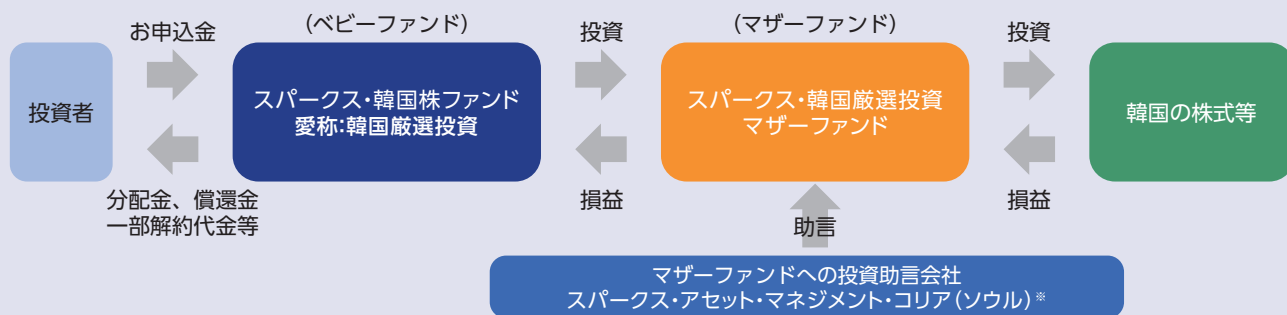 お申込金
(ベビーファンド)
投資
(マザーファンド)
投資
投資者
スパークス・韓国株ファンド
愛称:韓国厳選投資
スパークス・韓国厳選投資
マザーファンド
韓国の株式等
分配金、償還金
一部解約代金等
損益
損益
助言
マザーファンドへの投資助言会社
スパークス・アセット・マネジメント・コリア(ソウル)※